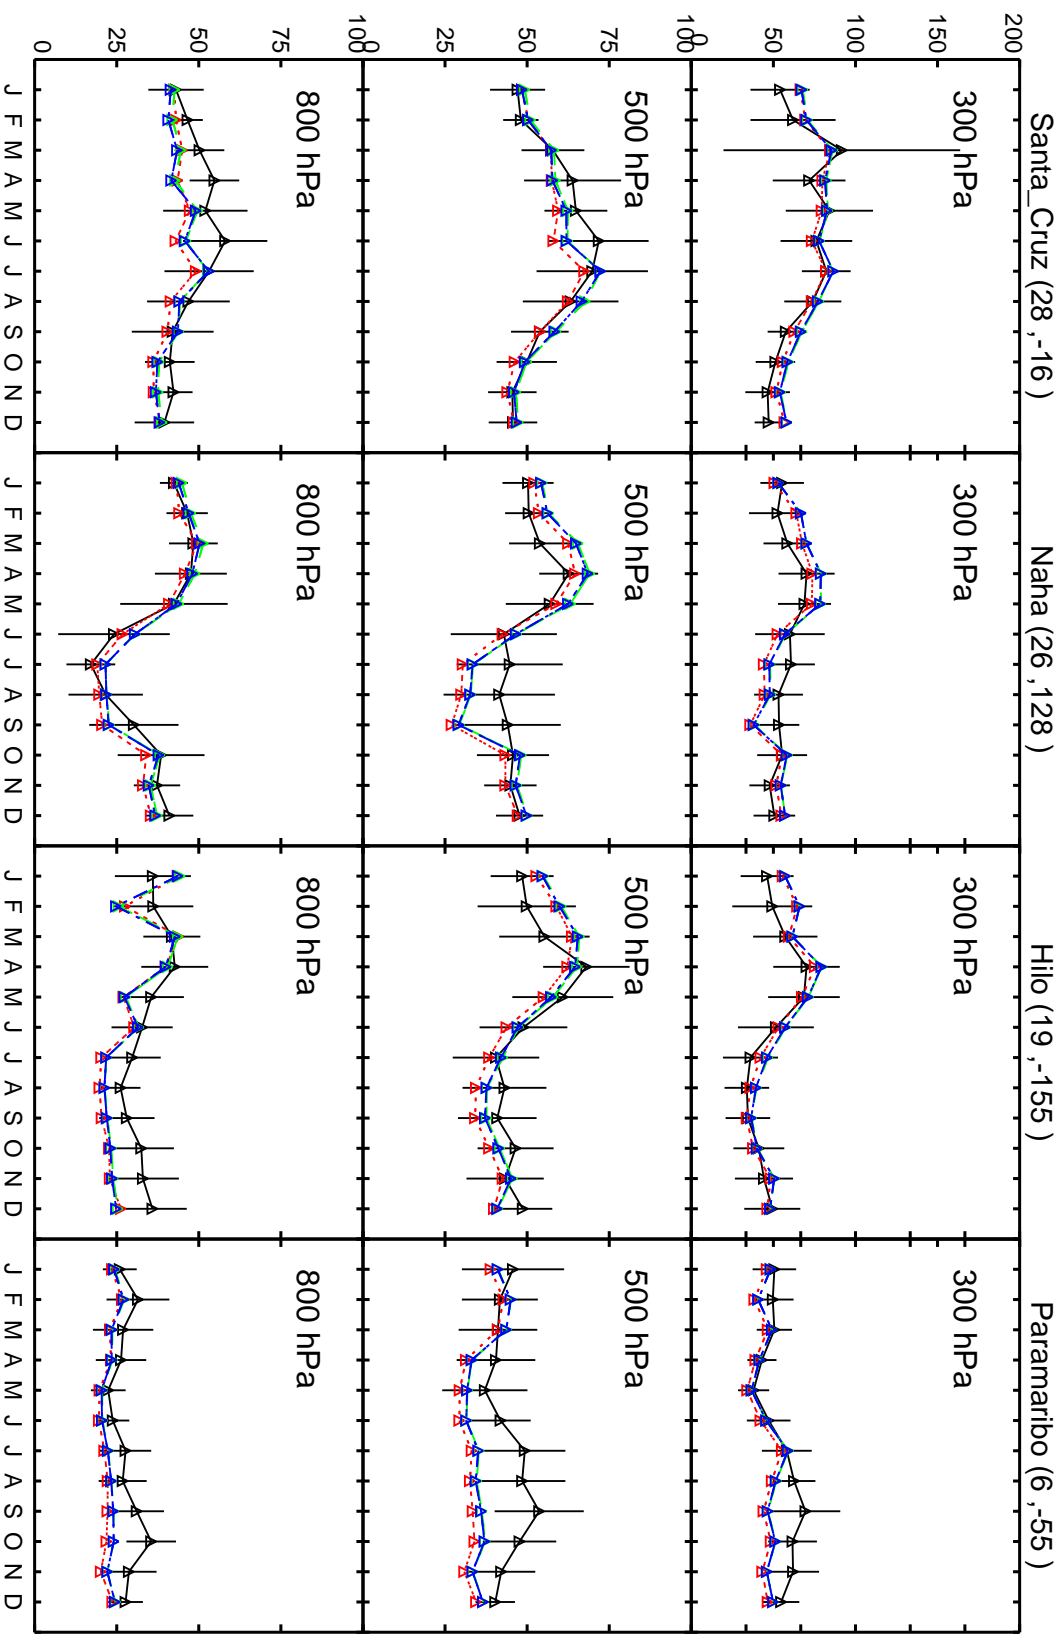 Santa_Cruz (28 ,-16 )
Naha (26 ,128)
Hilo (19 ,-155 )
Paramaribo (6 ,-55 )
200
150
100
50
0
300 hPa
300 hPa
300 hPa
300 hPa
100
75
50
25
0
500 hPa
500 hPa
500 hPa
500 hPa
100
75
50
25
0
800 hPa
800 hPa
800 hPa
800 hPa
J F M A M J J A S O N D
J F M A M J J A S O N D
J F M A M J J A S O N D
J F M A M J J A S O N D